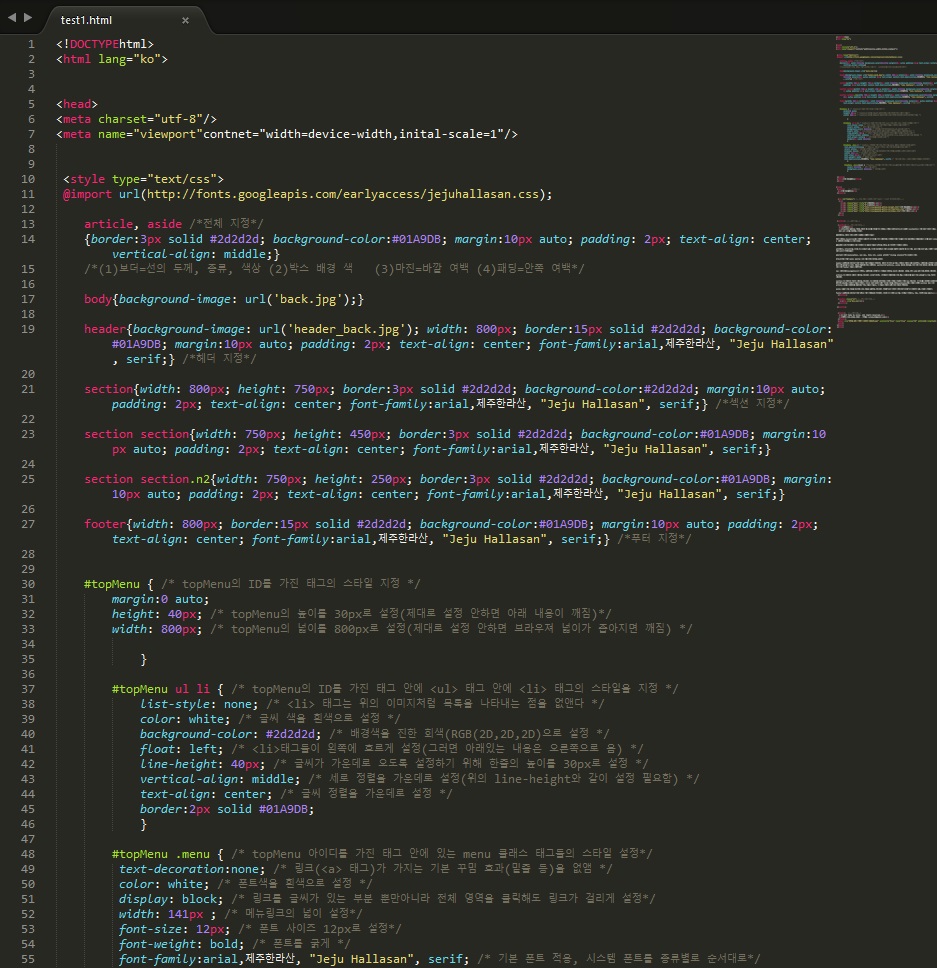 test1.html
1 <!DOCTYPEhtml>
2 <html lang="ko">
3
4
5 <head>
6 <meta charset="utf-8"/>
7 <meta name="viewport"contnet="width=device-width,inital-scale=1"/>
8
9
10 <style type="text/css">
11 @import url(http://fonts.googleapis.com/earlyaccess/jejuhallasan.css);
12
13 article, aside /*전체 지정*/
14 {border:3px solid #2d2d2d; background-color:#01A9DB; margin:10px auto; padding: 2px; text-align: center;
vertical-align: middle;}
15 /*(1)보더=선의 두께, 종류, 색상 (2)박스 배경 색 (3)마진=바깥 여백 (4)패딩=안쪽 여백*/
16
17 body{background-image: url('back.jpg');}
18
19 header{background-image: url('header_back.jpg'); width: 800px; border:15px solid #2d2d2d; background-color:
#01A9DB; margin:10px auto; padding: 2px; text-align: center; font-family:arial,제주한라산, "Jeju Hallasan"
, serif;} /*헤더 지정*/
20
21 section{width: 800px; height: 750px; border:3px solid #2d2d2d; background-color:#2d2d2d; margin:10px auto;
padding: 2px; text-align: center; font-family:arial,제주한라산, "Jeju Hallasan", serif;} /*섹션 지정*/
22
23 section section{width: 750px; height: 450px; border:3px solid #2d2d2d; background-color:#01A9DB; margin:10
px auto; padding: 2px; text-align: center; font-family:arial,제주한라산, "Jeju Hallasan", serif;}
24
25 section section.n2{width: 750px; height: 250px; border:3px solid #2d2d2d; background-color:#01A9DB; margin:
10px auto; padding: 2px; text-align: center; font-family:arial,제주한라산, "Jeju Hallasan", serif;}
26
27 footer{width: 800px; border:15px solid #2d2d2d; background-color:#01A9DB; margin:10px auto; padding: 2px;
text-align: center; font-family:arial,제주한라산, "Jeju Hallasan", serif;} /*푸터 지정*/
28
29
30 #topMenu { /* topMenu의 ID를 가진 태그의 스타일 지정 */
31 margin:0 auto;
32 height: 40px; /* topMenu의 높이를 30px로 설정(제대로 설정 안하면 아래 내용이 깨짐)*/
33 width: 800px; /* topMenu의 넓이를 800px로 설정(제대로 설정 안하면 브라우져 넓이가 좁아지면 깨짐) */
34
35 }
36
37 #topMenu ul li { /* topMenu의 ID를 가진 태그 안에 <ul> 태그 안에 <li> 태그의 스타일을 지정 */
38 list-style: none; /* <li> 태그는 위의 이미지처럼 목록을 나타내는 점을 없앤다 */
39 color: white; /* 글씨 색을 흰색으로 설정 */
40 background-color: #2d2d2d; /* 배경색을 진한 회색(RGB(2D,2D,2D)으로 설정 */
41 float: left; /* <li>태그들이 왼쪽에 흐르게 설정(그러면 아래있는 내용은 오른쪽으로 옴) */
42 line-height: 40px; /* 글씨가 가운데로 오도록 설정하기 위해 한줄의 높이를 30px로 설정 */
43 vertical-align: middle; /* 세로 정렬을 가운데로 설정(위의 line-height와 같이 설정 필요함) */
44 text-align: center; /* 글씨 정렬을 가운데로 설정 */
45 border:2px solid #01A9DB;
46 }
47
48 #topMenu .menu { /* topMenu 아이디를 가진 태그 안에 있는 menu 클래스 태그들의 스타일 설정*/
49 text-decoration:none; /* 링크(<a> 태그)가 가지는 기본 꾸밈 효과(밑줄 등)을 없앰 */
50 color: white; /* 폰트색을 흰색으로 설정 */
51 display: block; /* 링크를 글씨가 있는 부분 뿐만아니라 전체 영역을 클릭해도 링크가 걸리게 설정*/
52 width: 141px ; /* 메뉴링크의 넓이 설정*/
53 font-size: 12px; /* 폰트 사이즈 12px로 설정*/
54 font-weight: bold; /* 폰트를 굵게 */
55 font-family:arial,제주한라산, "Jeju Hallasan", serif; /* 기본 폰트 적용, 시스템 폰트를 종류별로 순서대로*/